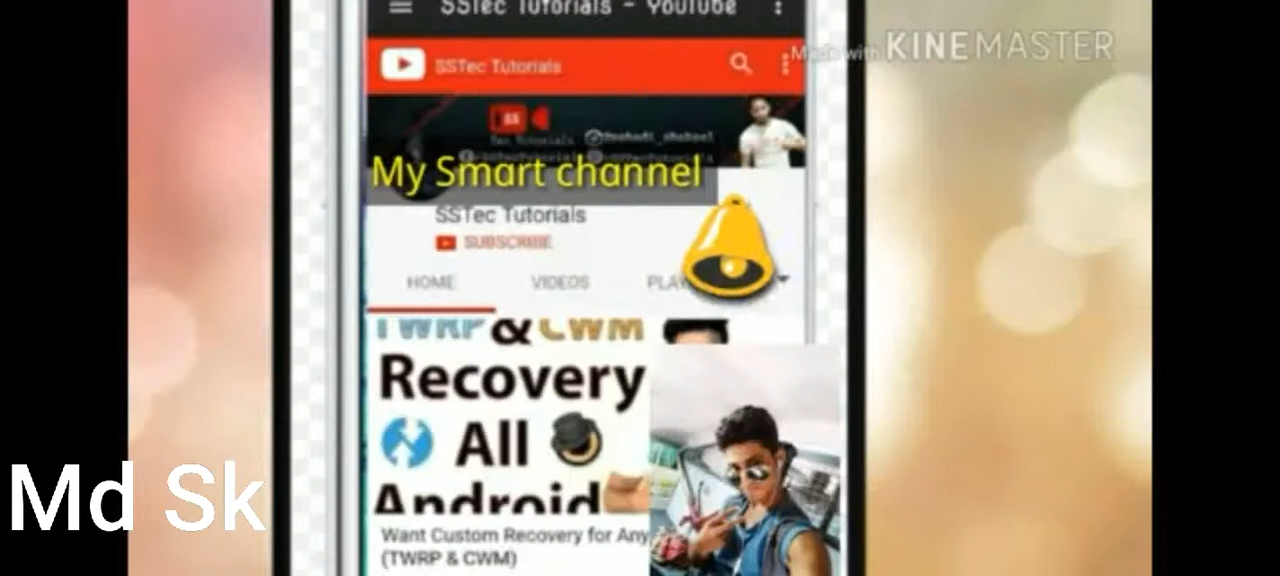 SSTec Tutorials - YouTube
SSTec Tutorials
Made with KINEMASTER
SS
My Smart channel
SSTec Tutorials
SUBSCRIBE
HOME VIDEOS
TWRP & CWM
Recovery
All
Android
Md Sk
Want Custom Recovery for Any
(TWRP & CWM)